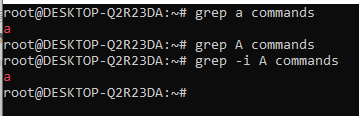 root@DESKTOP-Q2R23DA:~# grep a commands
a
root@DESKTOP-Q2R23DA:~# grep A commands
root@DESKTOP-Q2R23DA:~# grep -i A commands
a
root@DESKTOP-Q2R23DA:~#